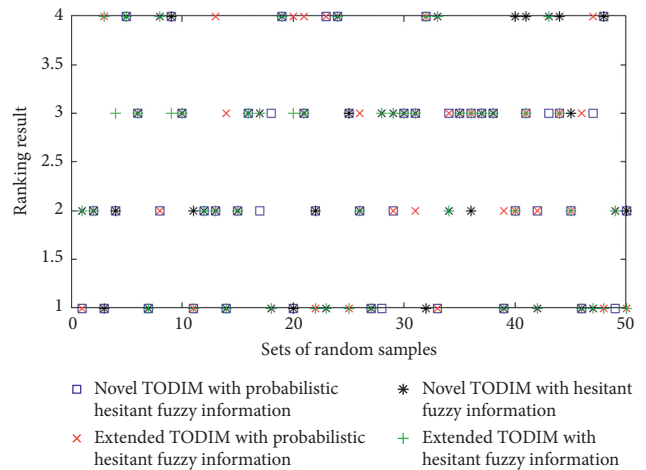 4
3.5
3
2.5
2
1.5
1
Ranking result
0
10
20
30
40
50
Sets of random samples
Novel TODIM with probabilistic
hesitant fuzzy information
Extended TODIM with probabilistic
hesitant fuzzy information
Novel TODIM with hesitant
fuzzy information
Extended TODIM with
hesitant fuzzy information